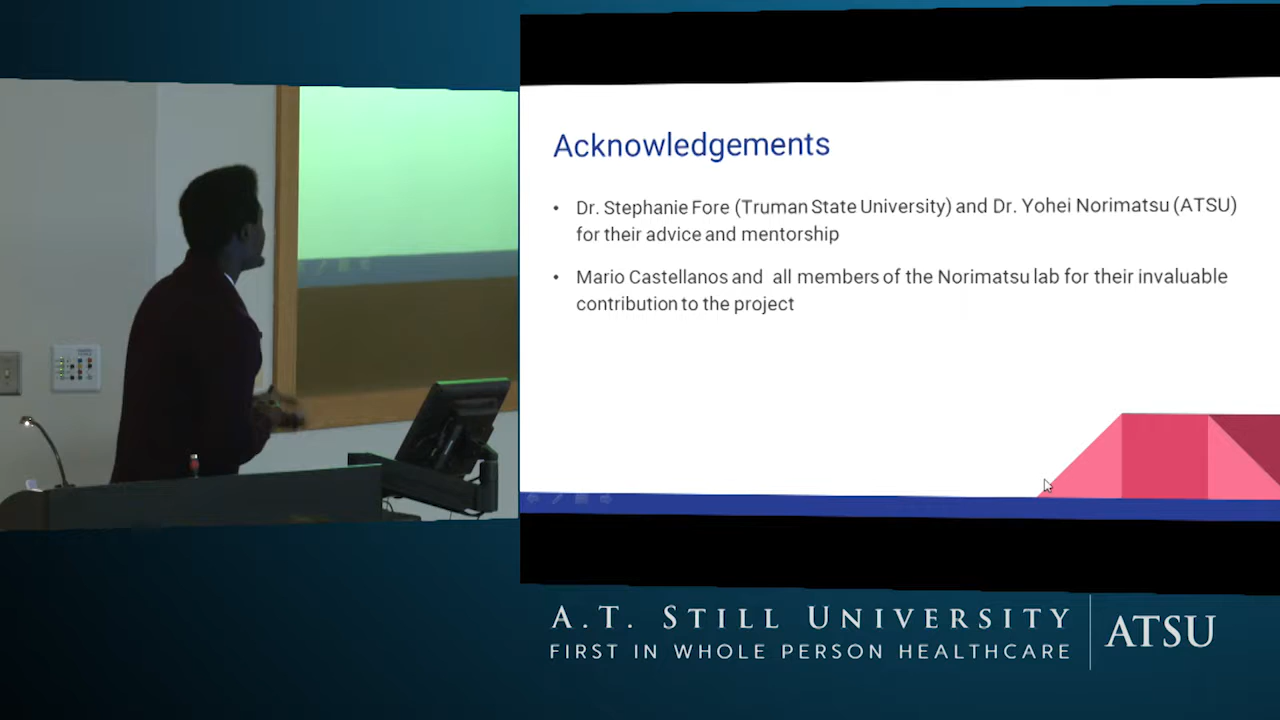 Acknowledgements
• Dr. Stephanie Fore (Truman State University) and Dr. Yohei Norimatsu (ATSU)
for their advice and mentorship
• Mario Castellanos and all members of the Norimatsu lab for their invaluable
contribution to the project
A.T. STILL UNIVERSITY
FIRST IN WHOLE PERSON HEALTHCARE
ATSU